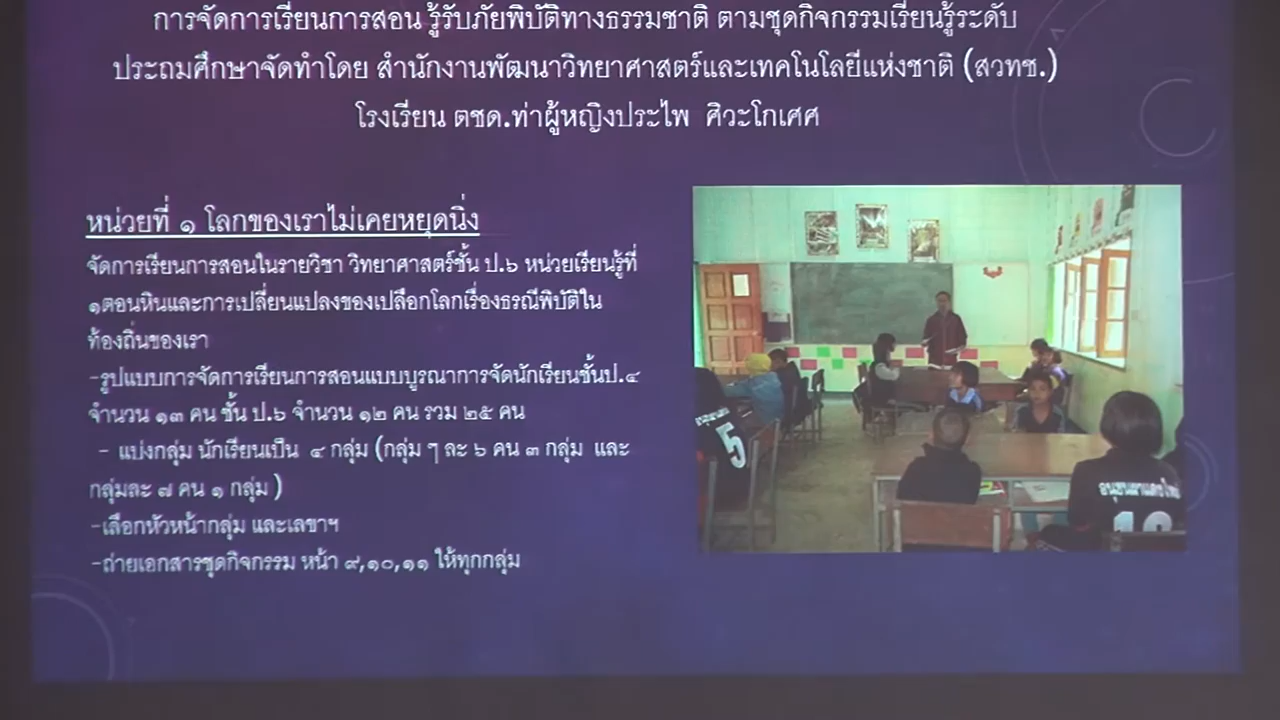 การจัดการเรียนการสอน รู้รับภัยพิบัติทางธรรมชาติ ตามชุดกิจกรรมเรียนรู้ระดับ
ประถมศึกษาจัดทำโดย สำนักงานพัฒนาวิทยาศาสตร์และเทคโนโลยีแห่งชาติ (สวทช.)
โรงเรียน ตชด.ท่าผู้หญิงประไพ ศิวะโกเศศ
หน่วยที่ ๑ โลกของเราไม่เคยหยุดนิ่ง
จัดการเรียนการสอนในรายวิชา วิทยาศาสตร์ชั้น ป.๖ หน่วยเรียนรู้ที่
๑ตอนหินและการเปลี่ยนแปลงของเปลือกโลกเรื่องธรณีพิบัติใน
ท้องถิ่นของเรา
-รูปแบบการจัดการเรียนการสอนแบบบูรณาการจัดนักเรียนชั้นป.๔
จำนวน ๑๓ คน ชั้น ป.๖ จำนวน ๑๒ คน รวม ๒๕ คน
- แบ่งกลุ่ม นักเรียนเป็น ๔ กลุ่ม (กลุ่ม ๆ ละ ๖ คน ๓ กลุ่ม และ
กลุ่มละ ๗ คน ๑ กลุ่ม )
-เลือกหัวหน้ากลุ่ม และเลขาฯ
-ถ่ายเอกสารชุดกิจกรรม หน้า ๙,๑๐,๑๑ ให้ทุกกลุ่ม
5